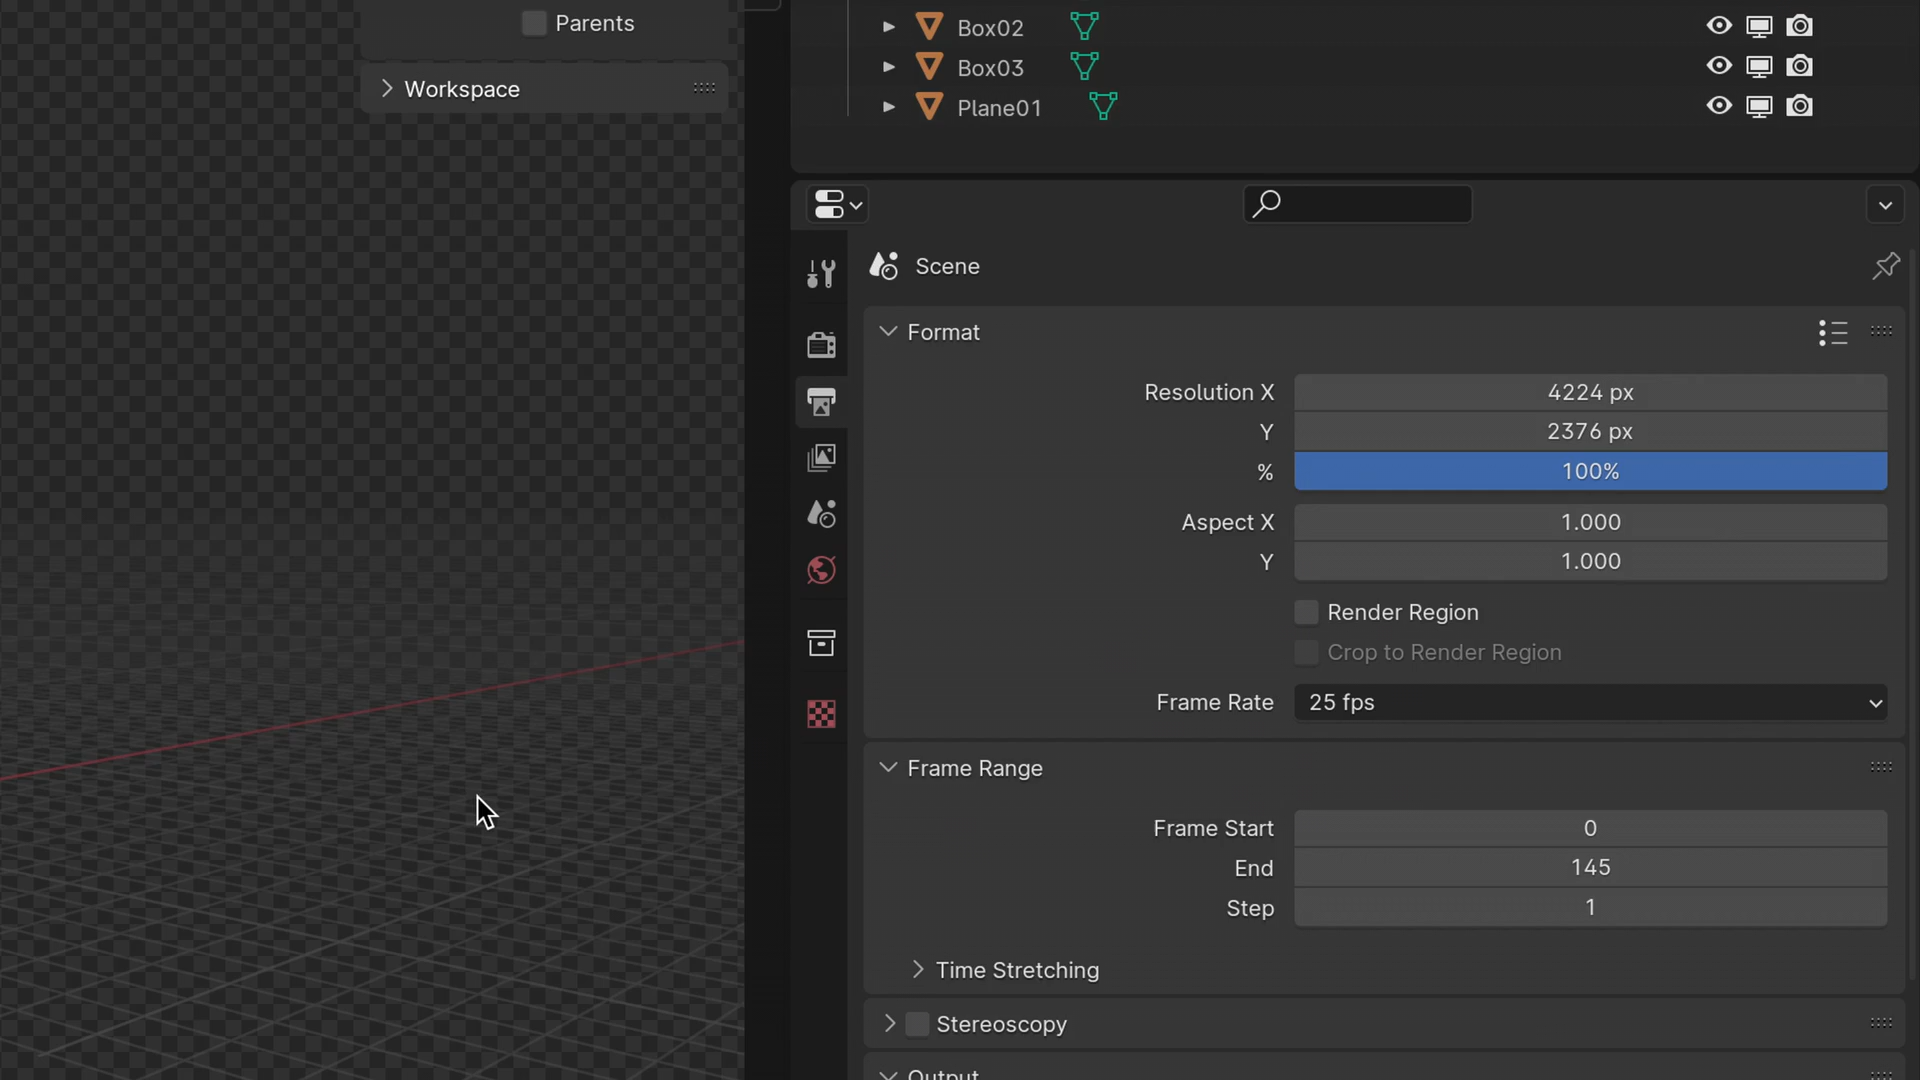 Parents
Workspace
Box02
Box03
Plane01
Scene
Format
Resolution X 4224 px
Y 2376 px
% 100%
Aspect X 1.000
Y 1.000
Render Region
Crop to Render Region
Frame Rate 25 fps
Frame Range
Frame Start 0
End 145
Step 1
Time Stretching
Stereoscopy
Output